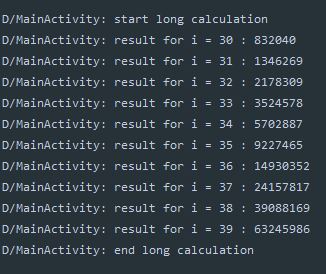 D/MainActivity: start long calculation
D/MainActivity: result for i = 30 : 832040
D/MainActivity: result for i = 31 : 1346269
D/MainActivity: result for i = 32 : 2178309
D/MainActivity: result for i = 33 : 3524578
D/MainActivity: result for i = 34 : 5702887
D/MainActivity: result for i = 35 : 9227465
D/MainActivity: result for i = 36 : 14930352
D/MainActivity: result for i = 37 : 24157817
D/MainActivity: result for i = 38 : 39088169
D/MainActivity: result for i = 39 : 63245986
D/MainActivity: end long calculation